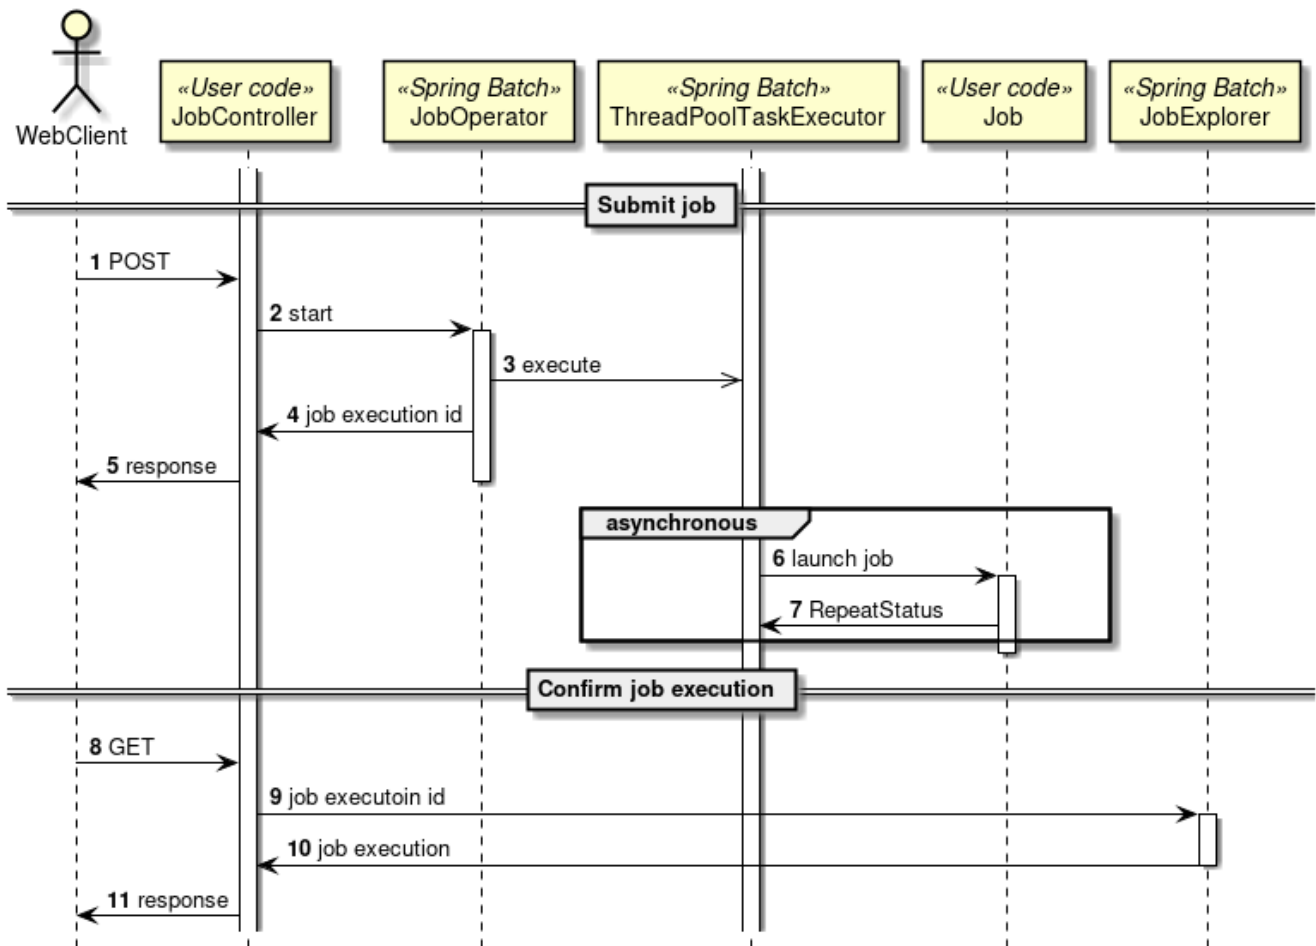 WebClient
«User code»
JobController
«Spring Batch»
JobOperator
«Spring Batch»
ThreadPoolTaskExecutor
«User code»
Job
«Spring Batch»
JobExplorer
Submit job
1 POST
2 start
3 execute
4 job execution id
5 response
asynchronous
6 launch job
7 RepeatStatus
Confirm job execution
8 GET
9 job executoin id
10 job execution
11 response